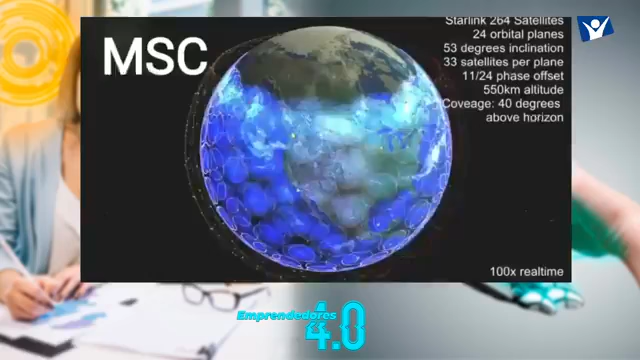 MSC
Starlink 264 Satellites
24 orbital planes
53 degrees inclination
33 satellites per plane
11/24 phase offset
550km altitude
Coveage: 40 degrees
above horizon
100x realtime
Emprendedores
4.0